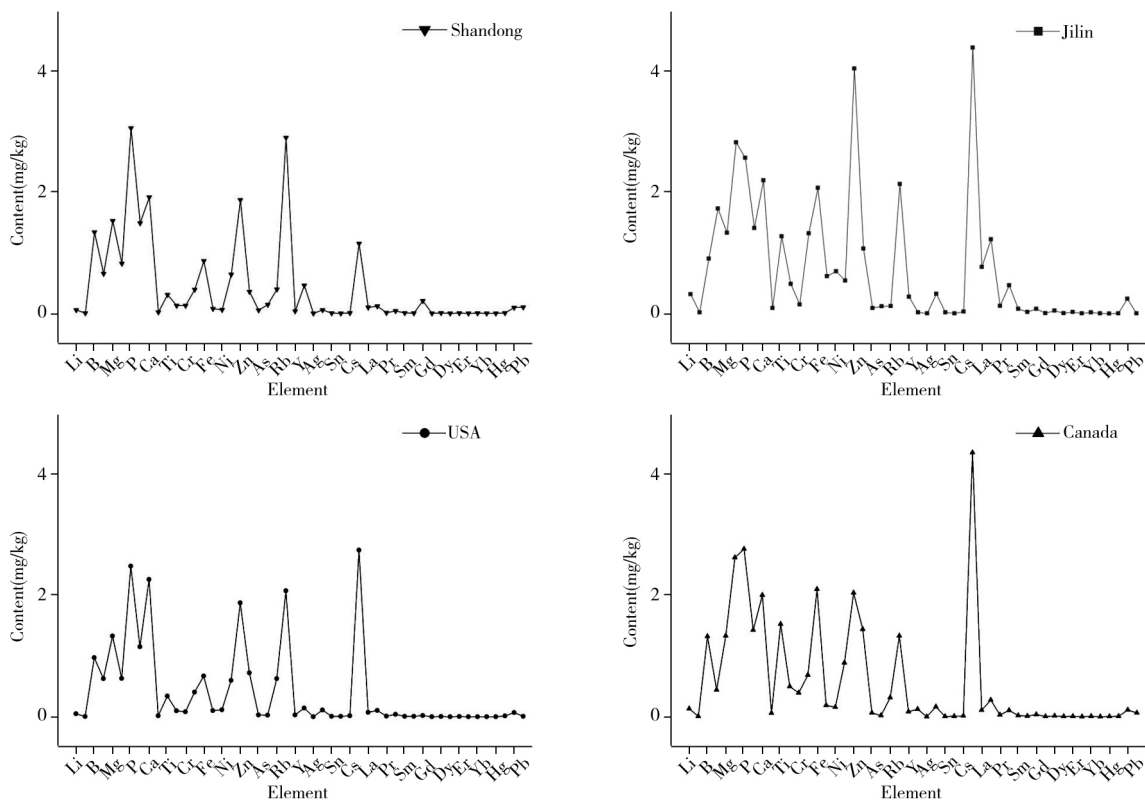 Shandong
Content(mg/kg)
4
2
0
Li B Mg P Ca Ti Cr Fe Ni Zn As Rb Y Ag Sn Cs La Pr Sm Gd Dy Er Yb Hg Pb
Element
Jilin
Content(mg/kg)
4
2
0
Li B Mg P Ca Ti Cr Fe Ni Zn As Rb Y Ag Sn Cs La Pr Sm Gd Dy Er Yb Hg Pb
Element
USA
Content(mg/kg)
4
2
0
Li B Mg P Ca Ti Cr Fe Ni Zn As Rb Y Ag Sn Cs La Pr Sm Gd Dy Er Yb Hg Pb
Element
Canada
Content(mg/kg)
4
2
0
Li B Mg P Ca Ti Cr Fe Ni Zn As Rb Y Ag Sn Cs La Pr Sm Gd Dy Er Yb Hg Pb
Element